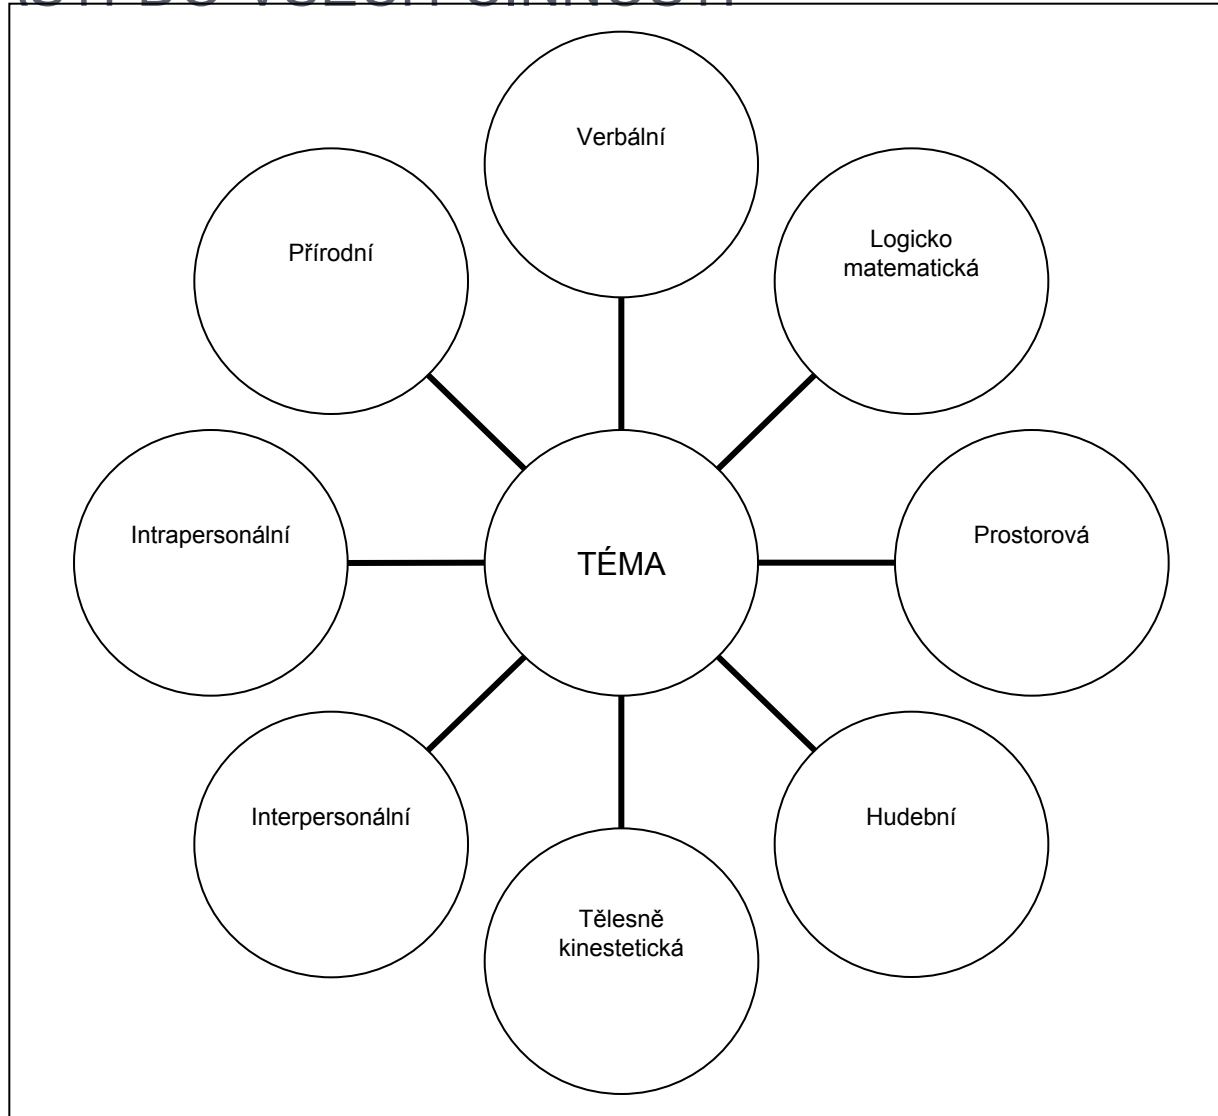 Verbální
Logicko
matematická
Přírodní
Intrapersonální
TÉMA
Prostorová
Interpersonální
Hudební
Tělesně
kinestetická